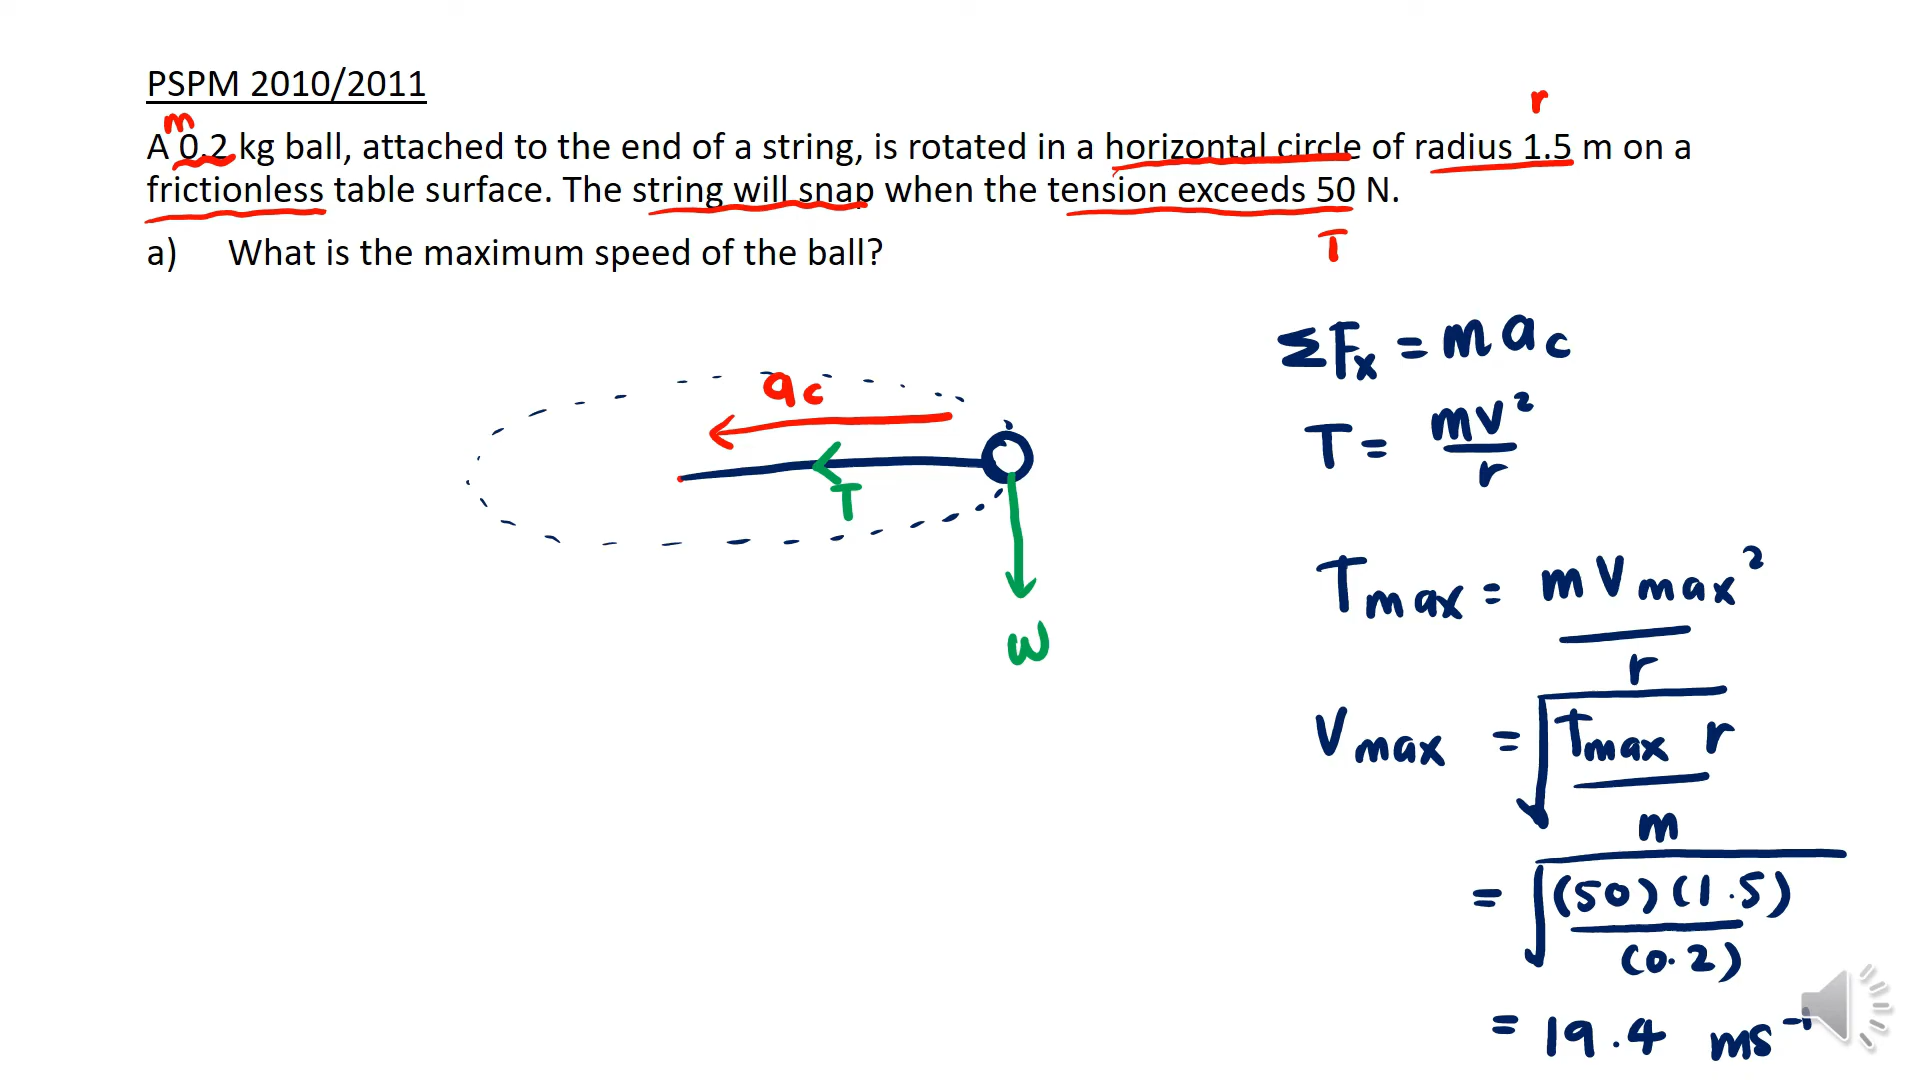 PSPM 2010/2011
m
r
A 0.2 kg ball, attached to the end of a string, is rotated in a horizontal circle of radius 1.5 m on a
frictionless table surface. The string will snap when the tension exceeds 50 N.
T
a) What is the maximum speed of the ball?
ΣFx = mac
ac
T = mv²/r
T
W
Tmax = mVmax²/r
Vmax = √(Tmax r/m)
= √((50)(1.5)/(0.2))
= 19.4 ms⁻¹